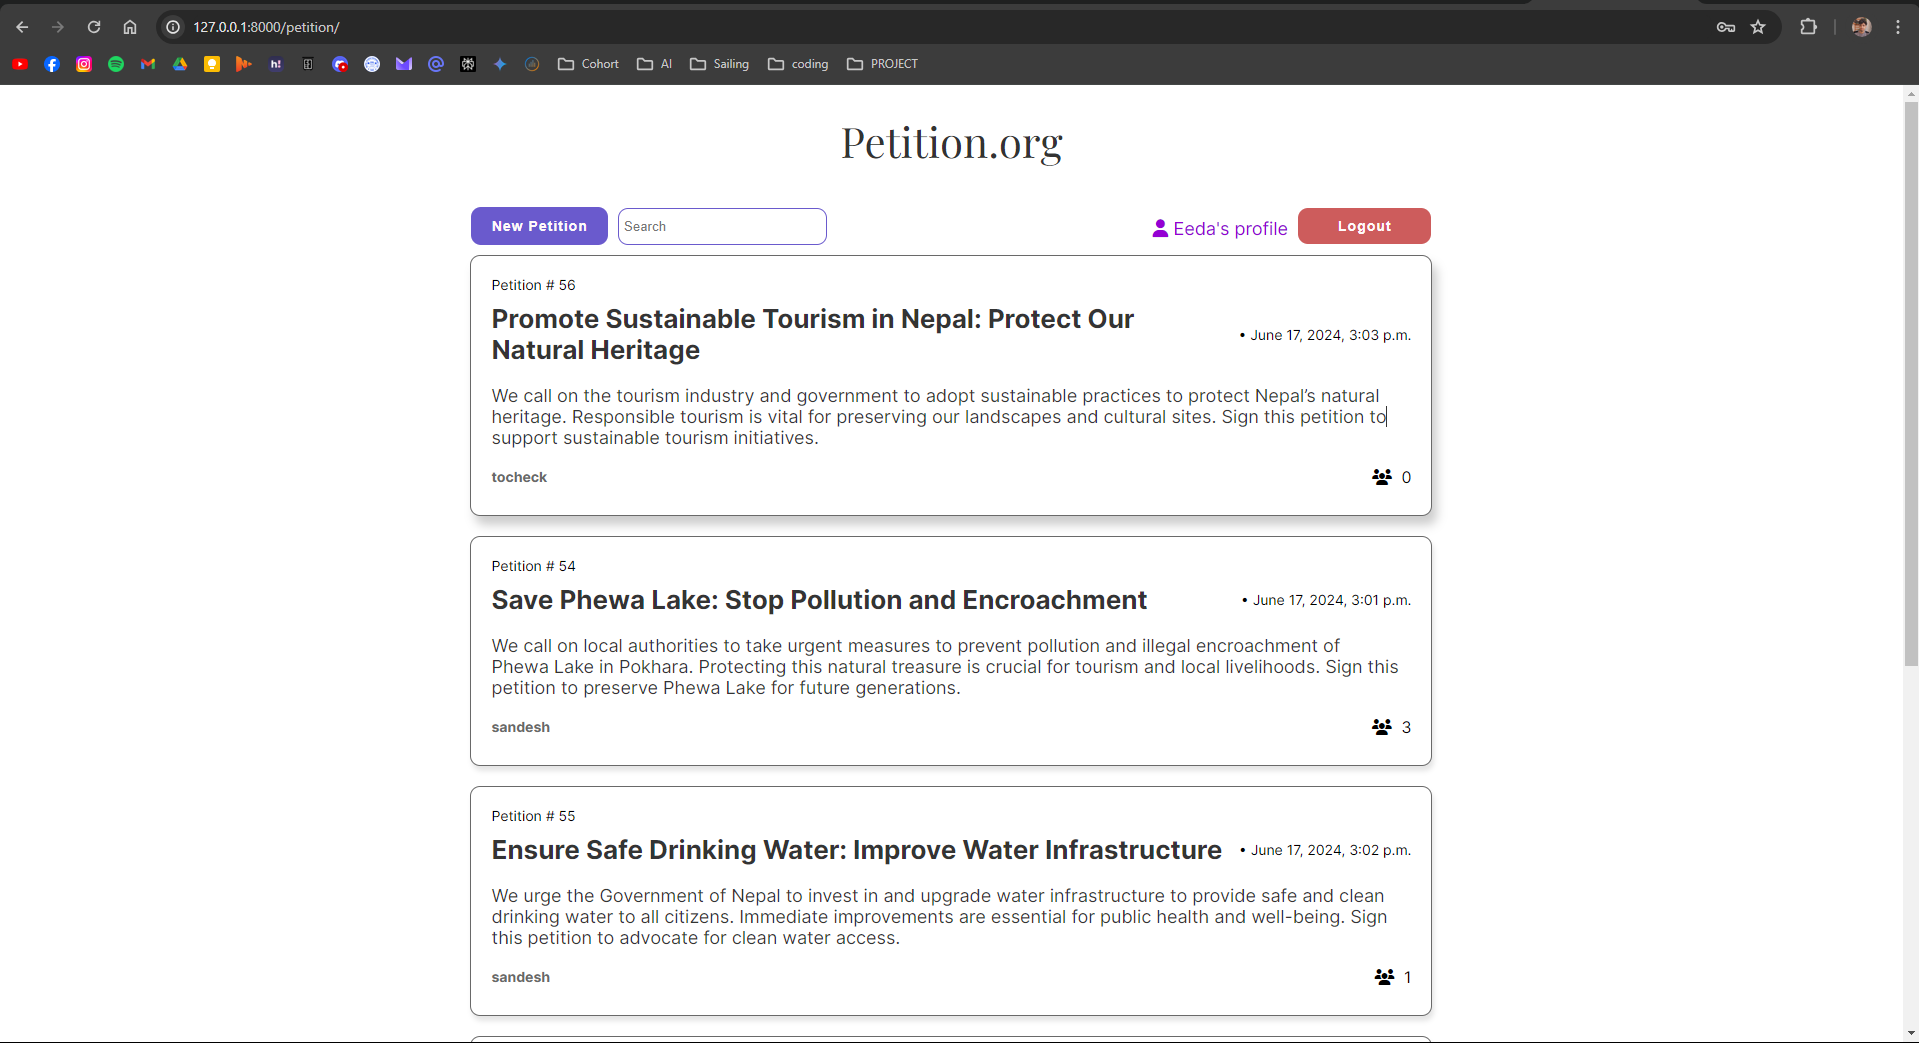 127.0.0.1:8000/petition/
h!
Cohort
AI
Sailing
coding
PROJECT
Petition.org
New Petition
Search
Eeda's profile
Logout
Petition # 56
Promote Sustainable Tourism in Nepal: Protect Our
Natural Heritage
• June 17, 2024, 3:03 p.m.
We call on the tourism industry and government to adopt sustainable practices to protect Nepal’s natural
heritage. Responsible tourism is vital for preserving our landscapes and cultural sites. Sign this petition to
support sustainable tourism initiatives.
tocheck
0
Petition # 54
Save Phewa Lake: Stop Pollution and Encroachment
• June 17, 2024, 3:01 p.m.
We call on local authorities to take urgent measures to prevent pollution and illegal encroachment of
Phewa Lake in Pokhara. Protecting this natural treasure is crucial for tourism and local livelihoods. Sign this
petition to preserve Phewa Lake for future generations.
sandesh
3
Petition # 55
Ensure Safe Drinking Water: Improve Water Infrastructure
• June 17, 2024, 3:02 p.m.
We urge the Government of Nepal to invest in and upgrade water infrastructure to provide safe and clean
drinking water to all citizens. Immediate improvements are essential for public health and well-being. Sign
this petition to advocate for clean water access.
sandesh
1